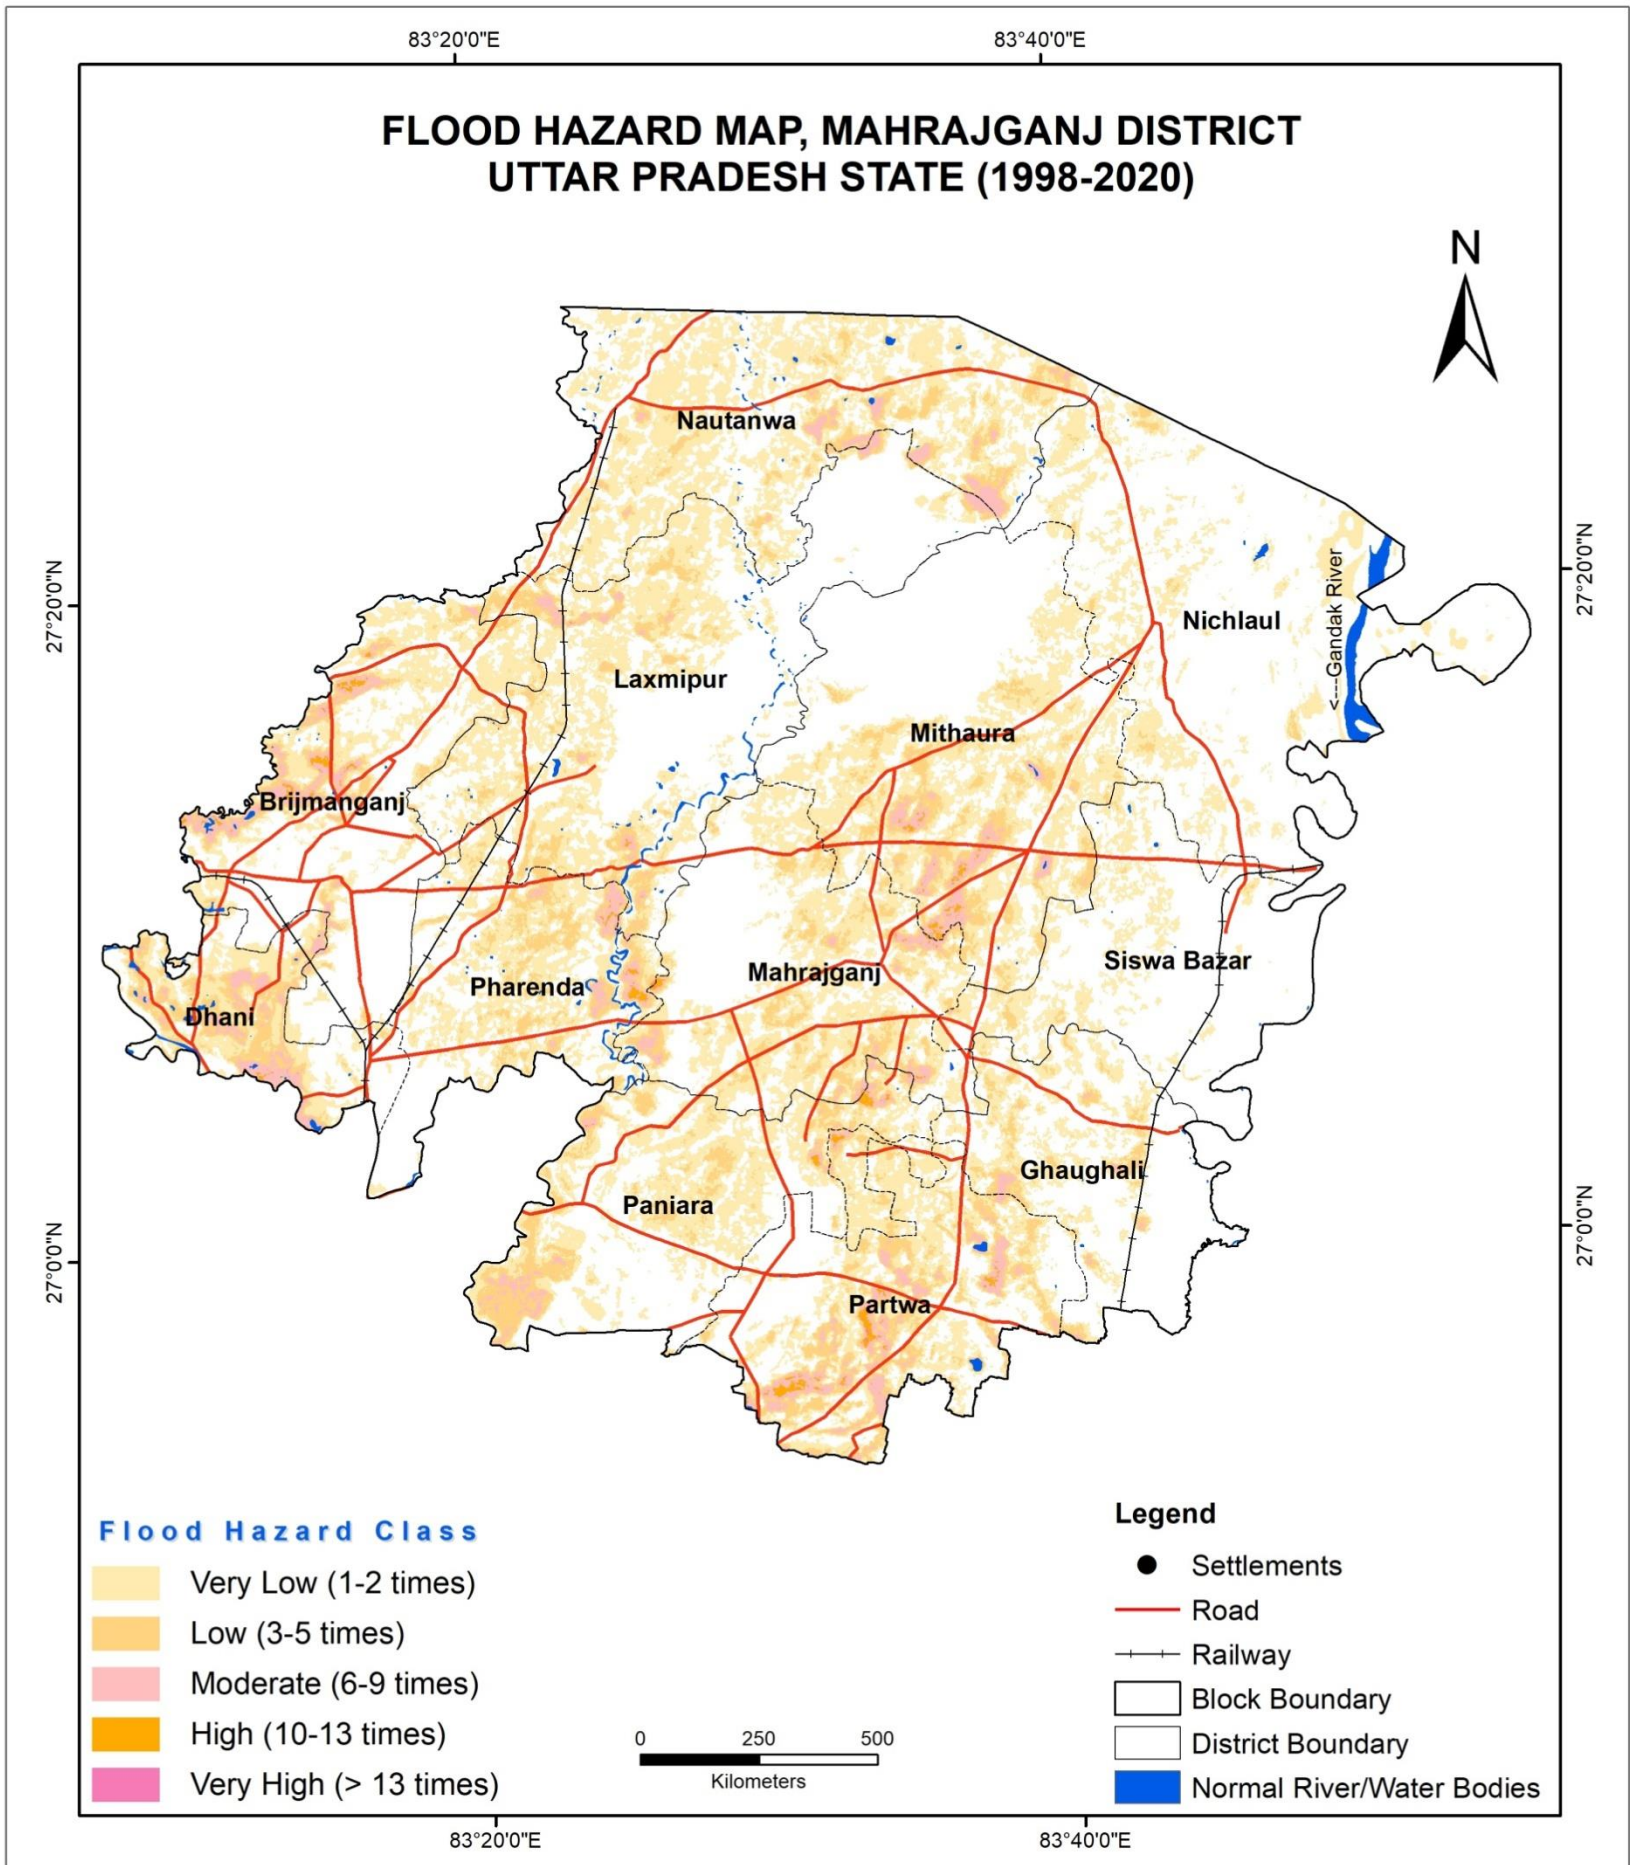 83°20'0"E
83°40'0"E
FLOOD HAZARD MAP, MAHRAJGANJ DISTRICT
UTTAR PRADESH STATE (1998-2020)
N
Nautanwa
27°20'0"N
27°20'0"N
<---Gandak River
Nichlaul
Laxmipur
Mithaura
Brijmanganj
Siswa Bazar
Mahrajganj
Pharenda
Dhani
Ghaughali
Paniara
27°0'0"N
27°0'0"N
Partwa
Flood Hazard Class
Very Low (1-2 times)
Low (3-5 times)
Moderate (6-9 times)
High (10-13 times)
Very High (> 13 times)
0 250 500
Kilometers
Legend
Settlements
Road
Railway
Block Boundary
District Boundary
Normal River/Water Bodies
83°20'0"E
83°40'0"E